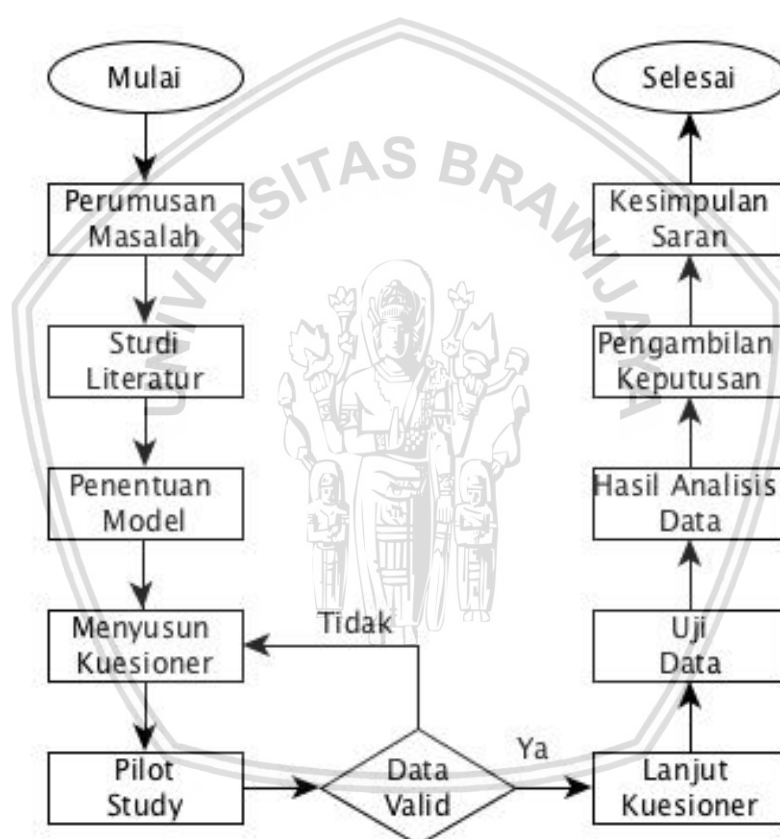 Mulai
Perumusan
Masalah
Studi
Literatur
Penentuan
Model
Menyusun
Kuesioner
Pilot
Study
Data
Valid
Tidak
Ya
Lanjut
Kuesioner
Uji
Data
Hasil Analisis
Data
Pengambilan
Keputusan
Kesimpulan
Saran
Selesai
UNIVERSITAS BRAWIJAYA